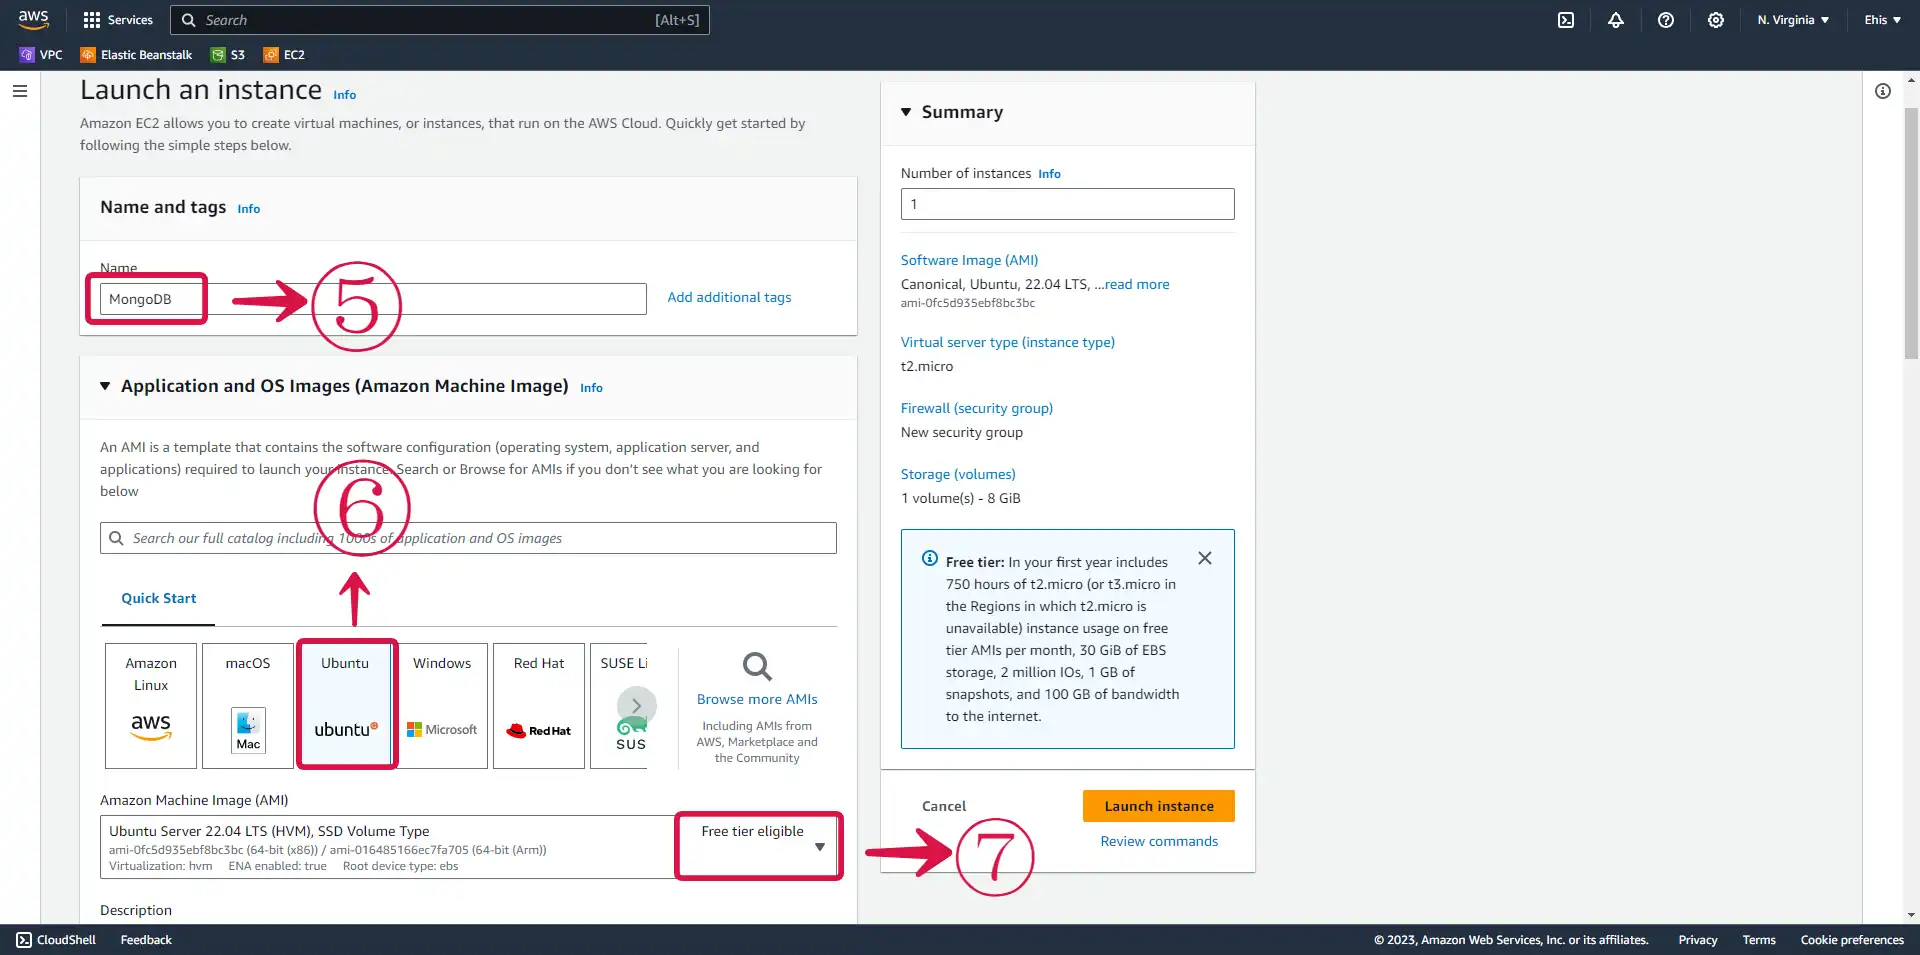 aws
Services
Search
[Alt+S]
N. Virginia
Ehis
VPC
Elastic Beanstalk
S3
EC2
Launch an instance Info
Amazon EC2 allows you to create virtual machines, or instances, that run on the AWS Cloud. Quickly get started by
following the simple steps below.
Name and tags Info
Name
MongoDB
5
Add additional tags
Application and OS Images (Amazon Machine Image) Info
An AMI is a template that contains the software configuration (operating system, application server, and
applications) required to launch your instance. Search or Browse for AMIs if you don't see what you are looking for
below
6
Search our full catalog including 1000s of application and OS images
Quick Start
Amazon
Linux
aws
macOS
Mac
Ubuntu
ubuntu
Windows
Microsoft
Red Hat
Red Hat
SUSE Li
SUS
Browse more AMIs
Including AMIs from
AWS, Marketplace and
the Community
Amazon Machine Image (AMI)
Ubuntu Server 22.04 LTS (HVM), SSD Volume Type
ami-0fc5d935ebf8bc3bc (64-bit (x86)) / ami-016485166ec7fa705 (64-bit (Arm))
Virtualization: hvm ENA enabled: true Root device type: ebs
Free tier eligible
7
Description
Summary
Number of instances Info
1
Software Image (AMI)
Canonical, Ubuntu, 22.04 LTS, ...read more
ami-0fc5d935ebf8bc3bc
Virtual server type (instance type)
t2.micro
Firewall (security group)
New security group
Storage (volumes)
1 volume(s) - 8 GiB
Free tier: In your first year includes
750 hours of t2.micro (or t3.micro in
the Regions in which t2.micro is
unavailable) instance usage on free
tier AMIs per month, 30 GiB of EBS
storage, 2 million IOs, 1 GB of
snapshots, and 100 GB of bandwidth
to the internet.
Cancel
Launch instance
Review commands
CloudShell
Feedback
© 2023, Amazon Web Services, Inc. or its affiliates.
Privacy
Terms
Cookie preferences